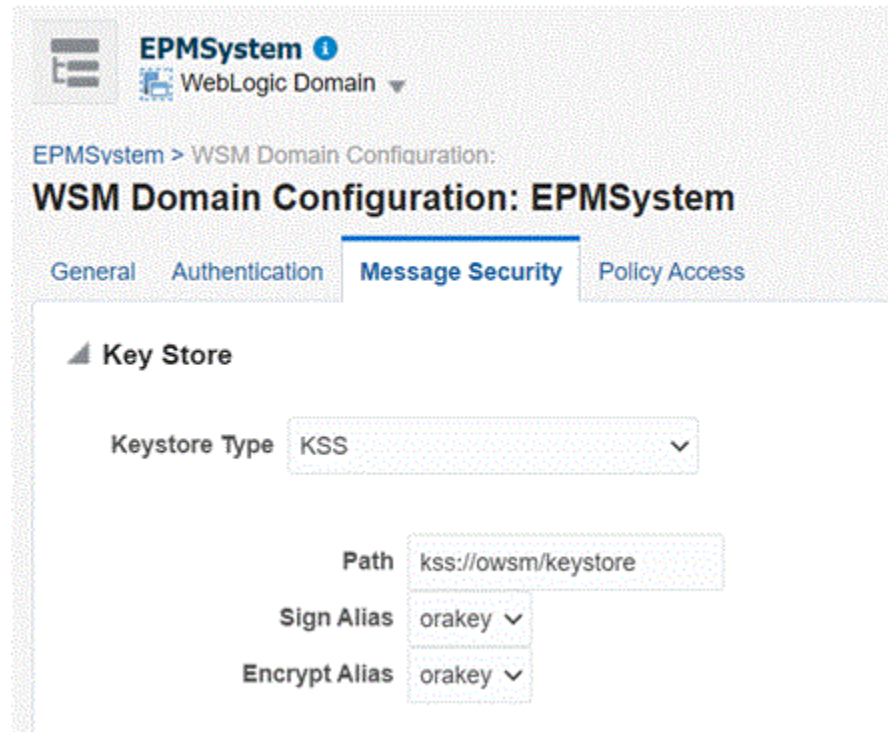 EPMSystem
WebLogic Domain
EPMSystem > WSM Domain Configuration:
WSM Domain Configuration: EPMSystem
General Authentication Message Security Policy Access
Key Store
Keystore Type KSS
Path kss://owsm/keystore
Sign Alias orakey
Encrypt Alias orakey